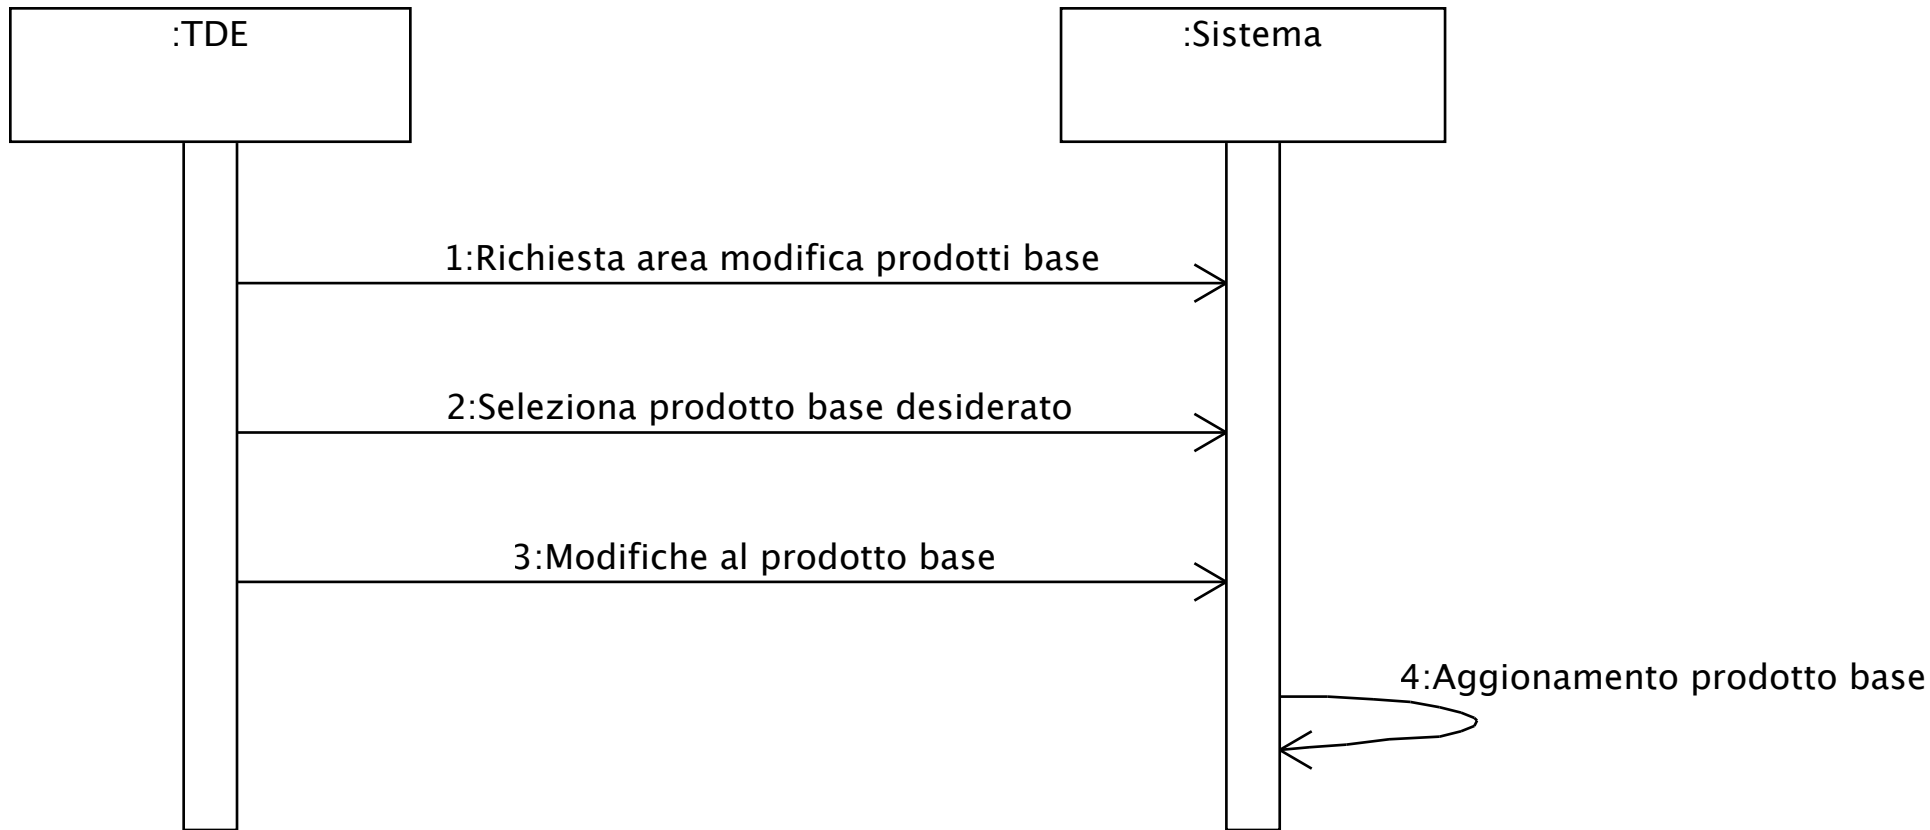 :TDE
:Sistema
1:Richiesta area modifica prodotti base
2:Seleziona prodotto base desiderato
3:Modifiche al prodotto base
4:Aggionamento prodotto base